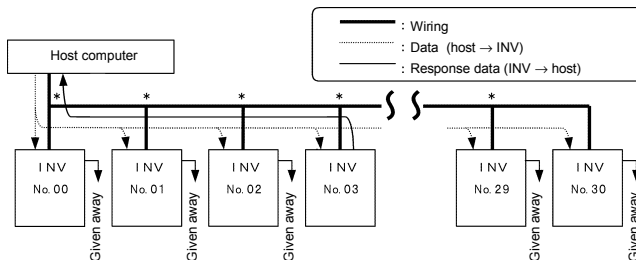 : Wiring
: Data (host → INV)
: Response data (INV → host)
Host computer
* * * * *
INV
No. 00
Given away
INV
No. 01
Given away
INV
No. 02
Given away
INV
No. 03
INV
No. 29
Given away
INV
No. 30
Given away